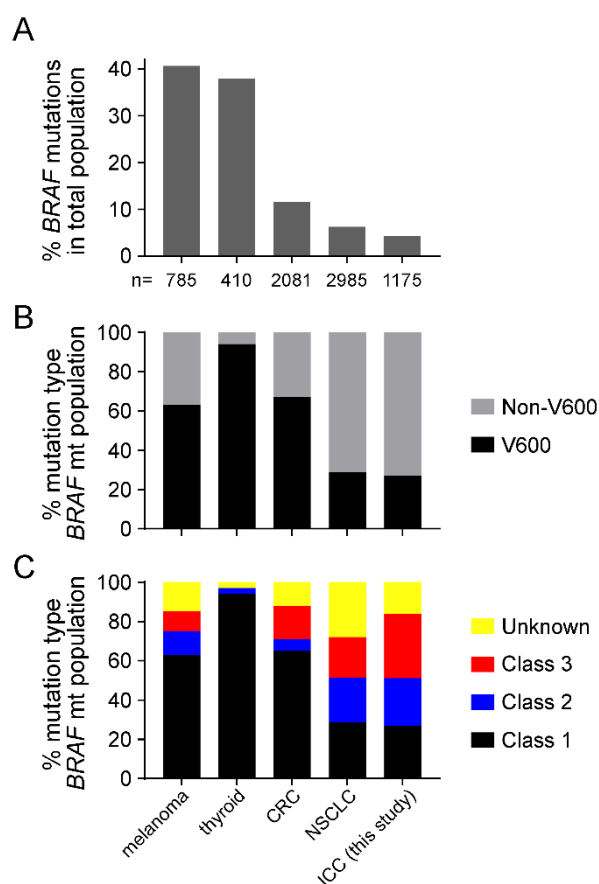 A
% BRAF mutations
in total population
40
30
20
10
0
n= 785 410 2081 2985 1175
B
% mutation type
BRAF mt population
100
80
60
40
20
0
Non-V600
V600
C
% mutation type
BRAF mt population
100
80
60
40
20
0
Unknown
Class 3
Class 2
Class 1
melanoma
thyroid
CRC
NSCLC
ICC (this study)